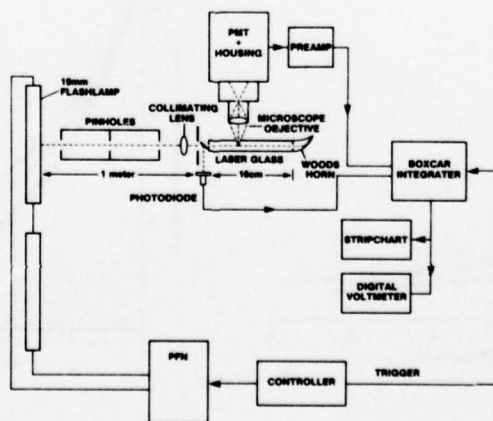 PMT
+
HOUSING
PREAMP
19mm
FLASHLAMP
COLLIMATING
LENS
PINHOLES
MICROSCOPE
OBJECTIVE
LASER GLASS
WOODS
HORN
BOXCAR
INTEGRATER
1 meter
16cm
PHOTODIODE
STRIPCHART
DIGITAL
VOLTMETER
PFN
CONTROLLER
TRIGGER